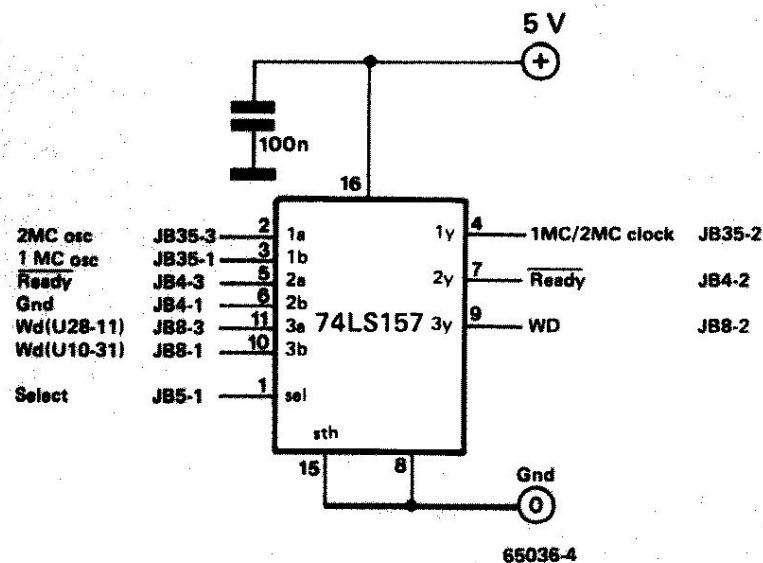 5 V
+
100n
16
2MC osc JB35-3 2 1a 1y 4 1MC/2MC clock JB35-2
1 MC osc JB35-1 3 1b
Ready JB4-3 5 2a 2y 7 Ready JB4-2
Gnd JB4-1 6 2b
Wd(U28-11) JB8-3 11 3a 74LS157 3y 9 WD JB8-2
Wd(U10-31) JB8-1 10 3b
Select JB5-1 1 sel
sth
15 8
Gnd
0
65036-4